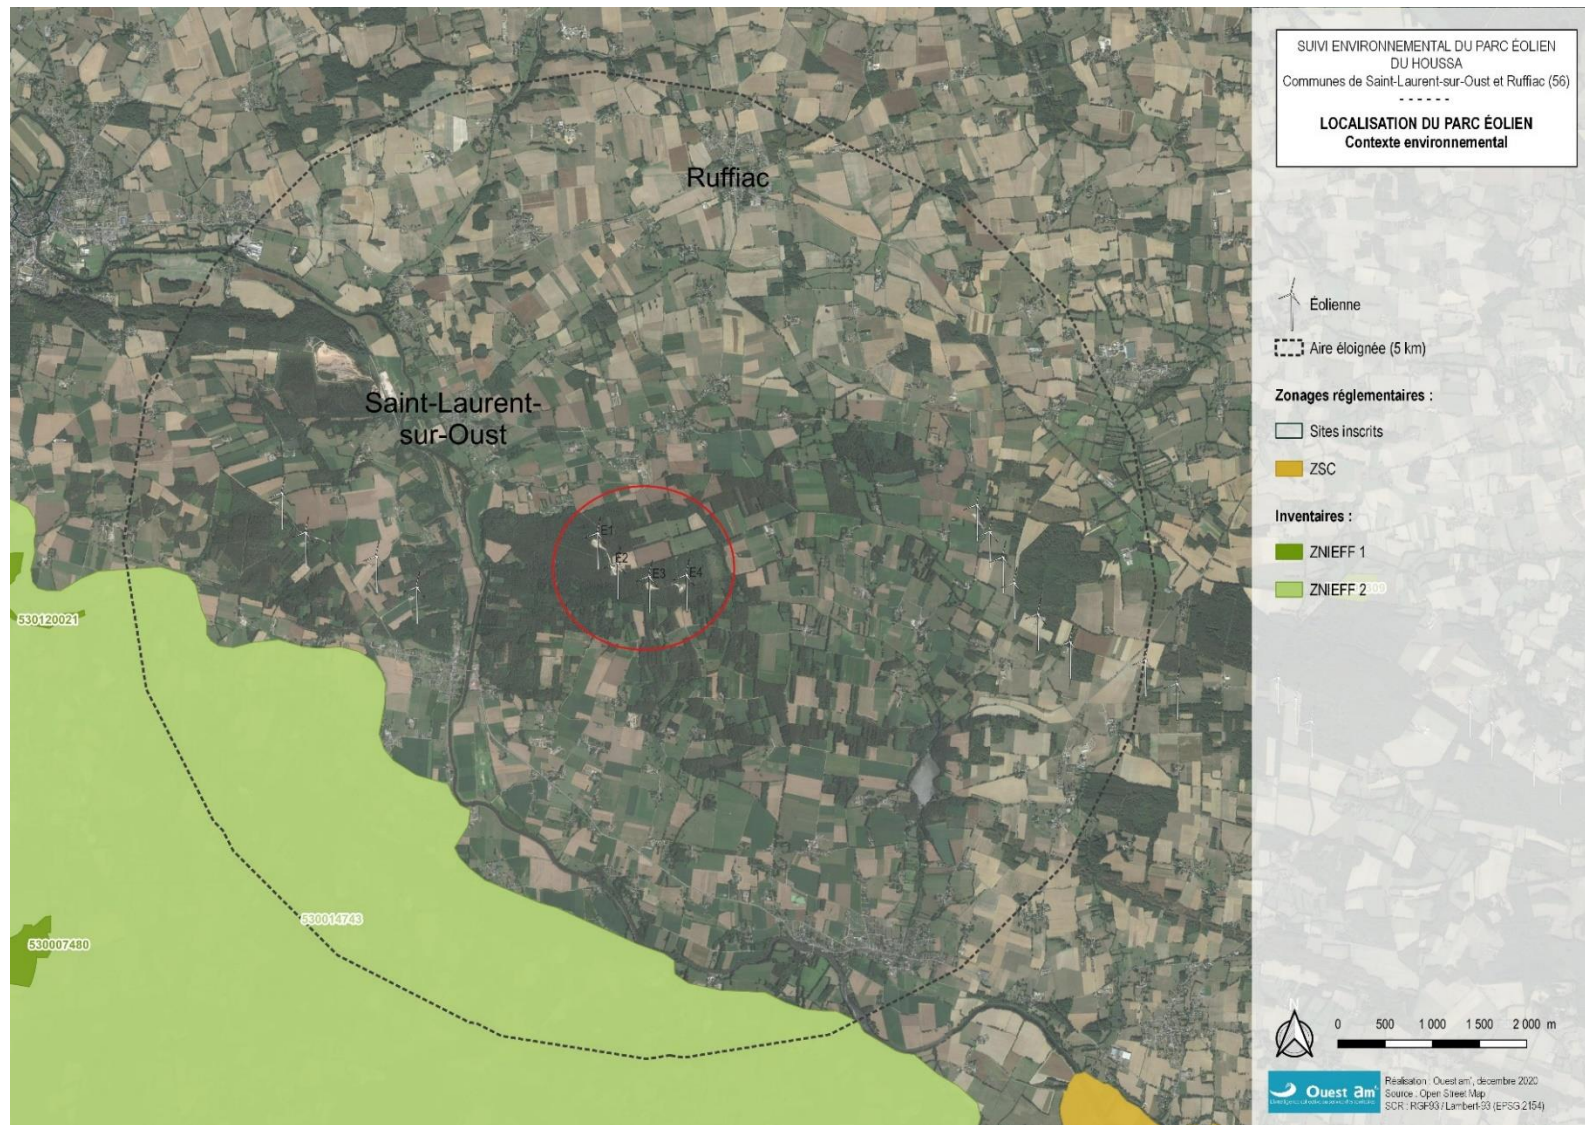 SUIVI ENVIRONNEMENTAL DU PARC ÉOLIEN
DU HOUSSA
Communes de Saint-Laurent-sur-Oust et Ruffiac (56)
- - - - - -
LOCALISATION DU PARC ÉOLIEN
Contexte environnemental
Ruffiac
Saint-Laurent-
sur-Oust
E1
E2
E3
E4
530120021
530014743
530007480
Éolienne
Aire éloignée (5 km)
Zonages réglementaires :
Sites inscrits
ZSC
Inventaires :
ZNIEFF 1
ZNIEFF 2
N
0 500 1 000 1 500 2 000 m
Ouest am'
Réalisation : Ouest am', décembre 2020
Source : Open Street Map
SCR : RGF93 / Lambert-93 (EPSG 2154)